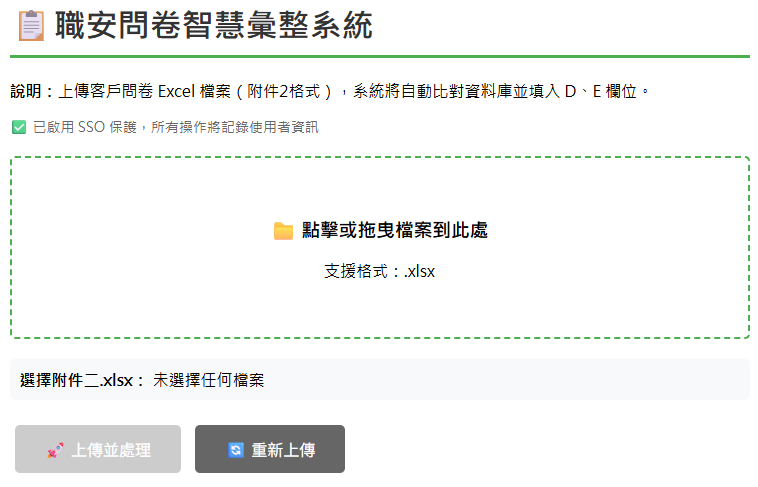 職安問卷智慧彙整系統
說明：上傳客戶問卷 Excel 檔案（附件2格式），系統將自動比對資料庫並填入 D、E 欄位。
已啟用 SSO 保護，所有操作將記錄使用者資訊
點擊或拖曳檔案到此處
支援格式：.xlsx
選擇附件二.xlsx： 未選擇任何檔案
上傳並處理
重新上傳